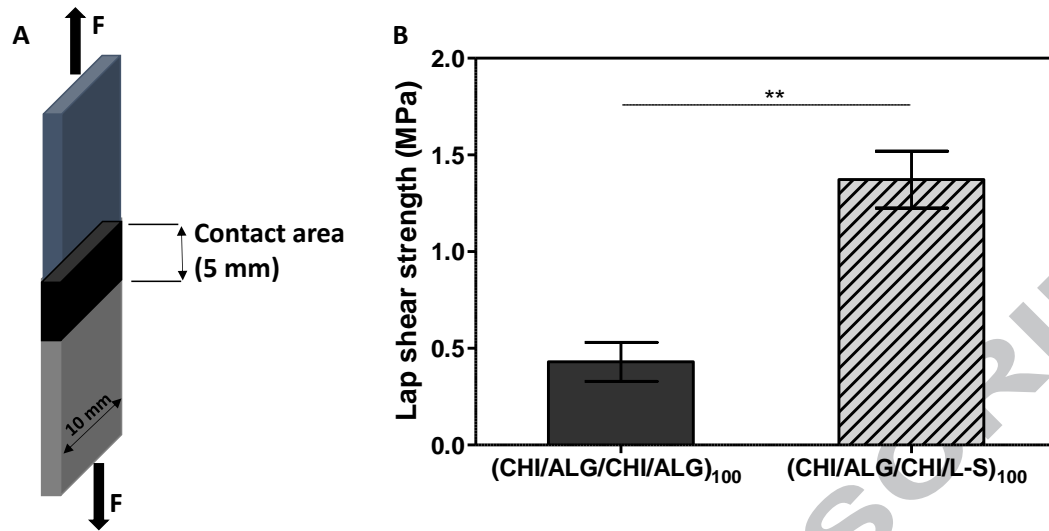 A
F
Contact area
(5 mm)
10 mm
F
B
Lap shear strength (MPa)
2.0
1.5
1.0
0.5
0.0
**
(CHI/ALG/CHI/ALG)100
(CHI/ALG/CHI/L-S)100